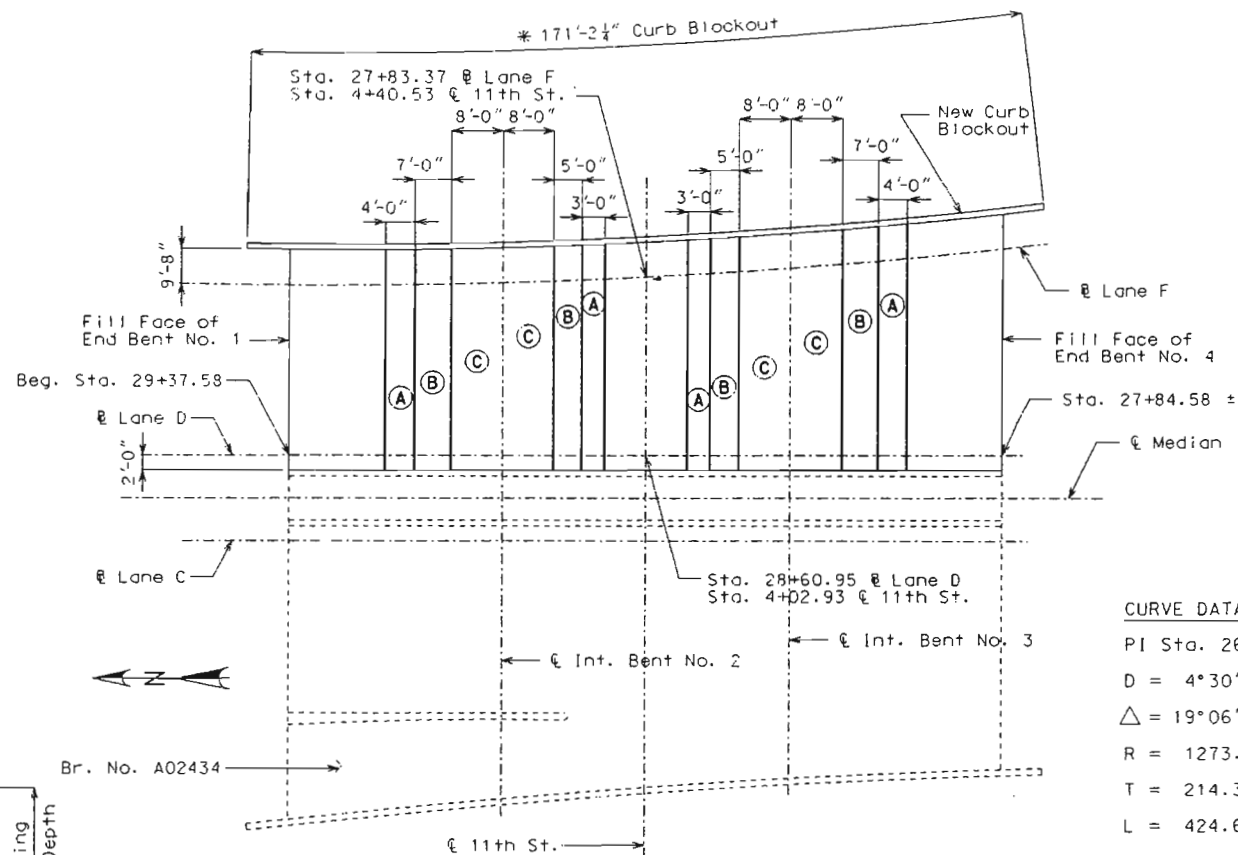 * 171'-2¼" Curb Blockout
Sta. 27+83.37 ⅊ Lane F
Sta. 4+40.53 ℄ 11th St.
8'-0" 8'-0"
7'-0"
5'-0"
4'-0"
3'-0"
8'-0" 8'-0"
7'-0"
5'-0"
4'-0"
3'-0"
New Curb
Blockout
9'-8"
℄ Lane F
Fill Face of
End Bent No. 1
Fill Face of
End Bent No. 4
A B C C B A
A B C C B A
Beg. Sta. 29+37.58
Sta. 27+84.58 ±
℄ Lane D
℄ Median
2'-0"
℄ Lane C
Sta. 28+60.95 ℄ Lane D
Sta. 4+02.93 ℄ 11th St.
℄ Int. Bent No. 2
℄ Int. Bent No. 3
N
Br. No. A02434
℄ 11th St.
CURVE DATA
PI Sta. 26
D = 4°30'
△ = 19°06'
R = 1273.
T = 214.3
L = 424.6
ing
Depth